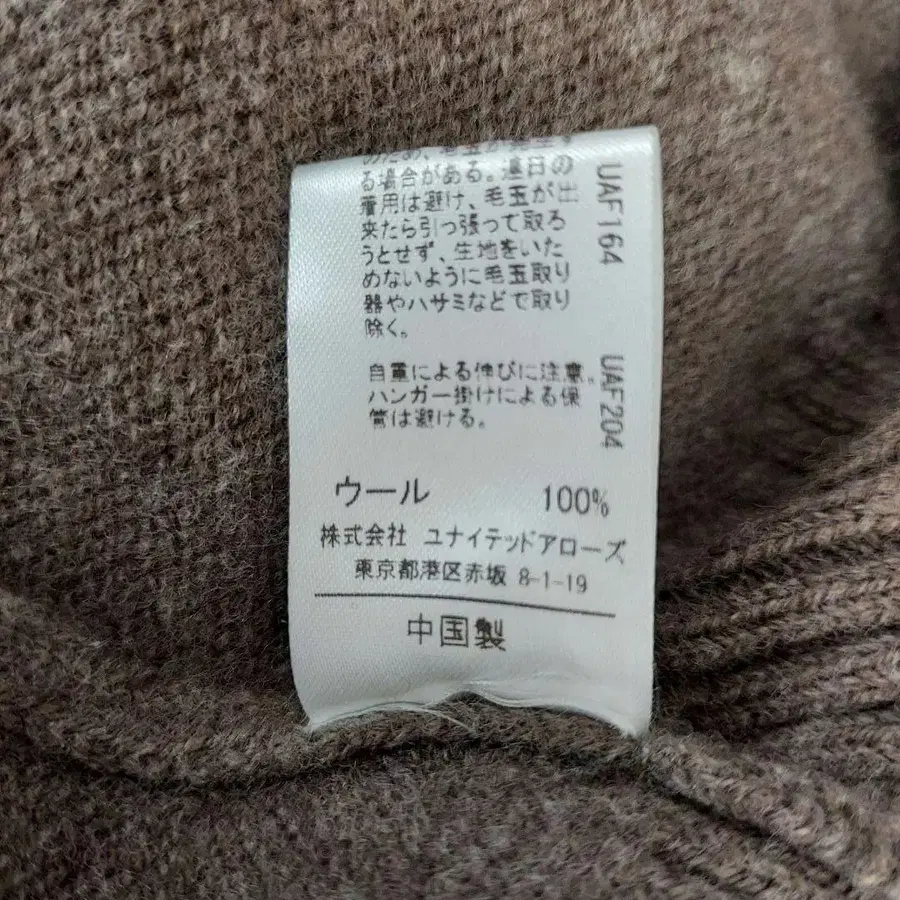 る場合がある。連日の
着用は避け、毛玉が出
来たら引っ張って取ろ
うとせず、生地をいた
めないように毛玉取り
器やハサミなどで取り
除く。
自重による伸びに注意。
ハンガー掛けによる保
管は避ける。
UAF164
UAF204
ウール 100%
株式会社 ユナイテッドアローズ
東京都港区赤坂 8-1-19
中国製